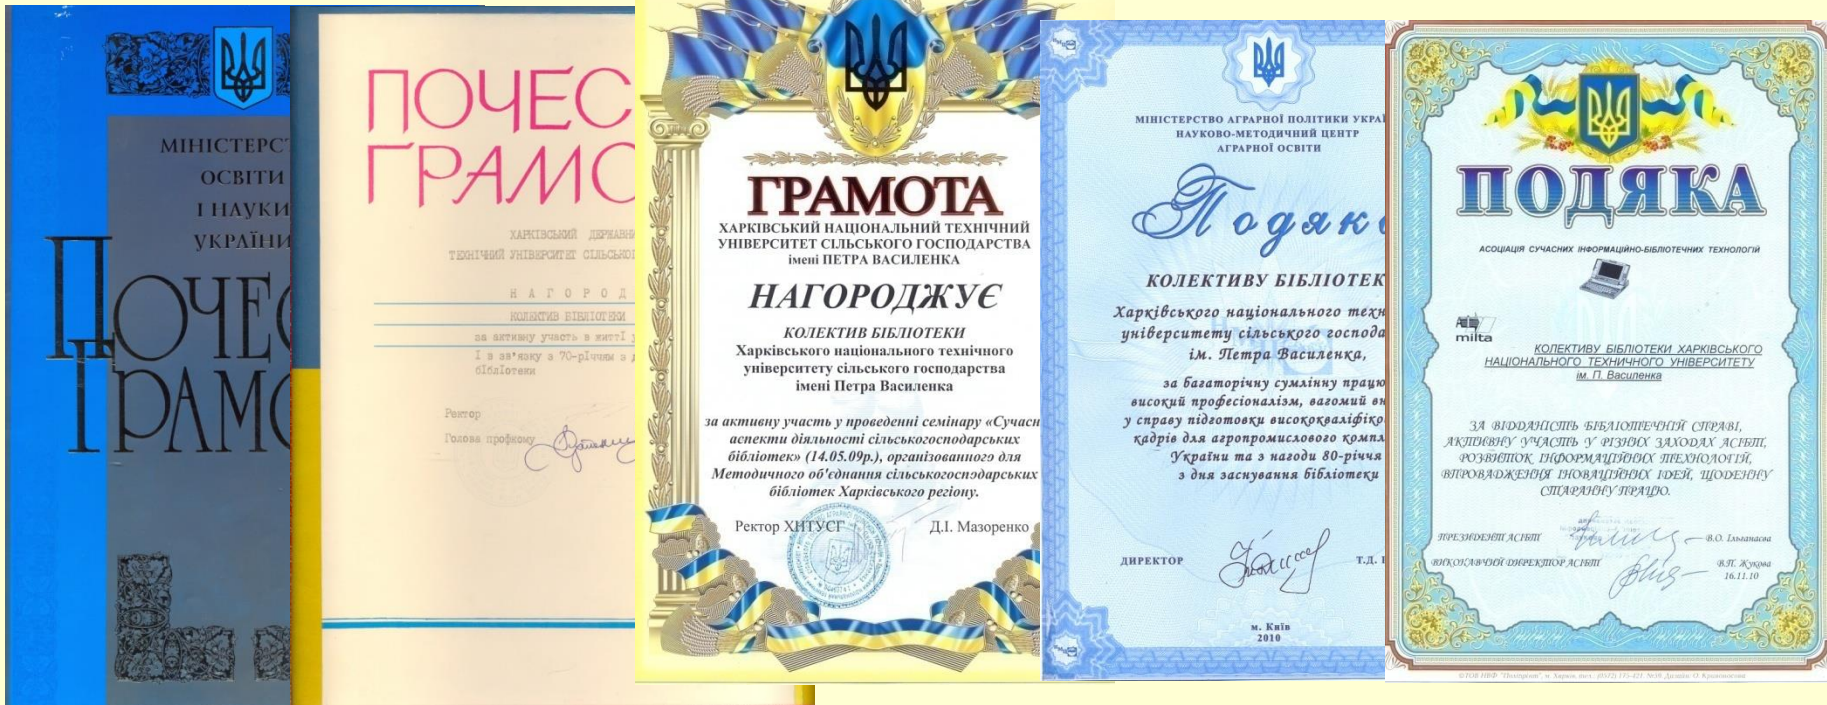 МІНІСТЕРС
ОСВІТИ
І НАУКИ
УКРАЇНИ
ПОЧЕС
ГРАМО
ПОЧЕС
ГРАМО
ХАРКІВСЬКИЙ ДЕРЖАВН
ТЕХНІЧНИЙ УНІВЕРСИТЕТ СІЛЬСЬКО
НАГОРОД
КОЛЕКТИВ БІБЛІОТЕКИ
за активну участь в житті
І в зв'язку з 70-річчям з
бібліотеки
Ректор
Голова профкому
ГРАМОТА
ХАРКІВСЬКИЙ НАЦІОНАЛЬНИЙ ТЕХНІЧНИЙ
УНІВЕРСИТЕТ СІЛЬСЬКОГО ГОСПОДАРСТВА
імені ПЕТРА ВАСИЛЕНКА
НАГОРОДЖУЄ
КОЛЕКТИВ БІБЛІОТЕКИ
Харківського національного технічного
університету сільського господарства
імені Петра Василенка
за активну участь у проведенні семінару «Сучасн
аспекти діяльності сільськогосподарських
бібліотек» (14.05.09р.), організованного для
Методичного об'єднання сільськогосподарських
бібліотек Харківського регіону.
Ректор ХНТУСГ Д.І. Мазоренко
МІНІСТЕРСТВО АГРАРНОЇ ПОЛІТИКИ УКРАЇ
НАУКОВО-МЕТОДИЧНИЙ ЦЕНТР
АГРАРНОЇ ОСВІТИ
Подяка
КОЛЕКТИВУ БІБЛІОТЕК
Харківського національного техн
університету сільського господа
ім. Петра Василенка,
за багаторічну сумлінну працю
високий професіоналізм, вагомий вн
у справу підготовки висококваліфіко
кадрів для агропромислового компл
України та з нагоди 80-річчя
з дня заснування бібліотеки
ДИРЕКТОР Т.Д.
м. Київ
2010
ПОДЯКА
АСОЦІАЦІЯ СУЧАСНИХ ІНФОРМАЦІЙНО-БІБЛІОТЕЧНИХ ТЕХНОЛОГІЙ
milta
КОЛЕКТИВУ БІБЛІОТЕКИ ХАРКІВСЬКОГО
НАЦІОНАЛЬНОГО ТЕХНИЧНОГО УНІВЕРСИТЕТУ
ім. П. Василенка
ЗА ВІДДАНІСТЬ БІБЛІОТЕЧНІЙ СПРАВІ,
АКТИВНУ УЧАСТЬ У РІЗНИХ ЗАХОДАХ АСІБТ,
РОЗВИТОК ІНФОРМАЦІЙНИХ ТЕХНОЛОГІЙ,
ВПРОВАДЖЕННЯ ІНОВАЦІЙНИХ ІДЕЙ, ЩОДЕННУ
СТАРАННУ ПРАЦЮ.
ПРЕЗИДЕНТ АСІБТ В.О. Ільганаєва
ВИКОНАВЧИЙ ДИРЕКТОР АСІБТ В.П. Жукова
16.11.10